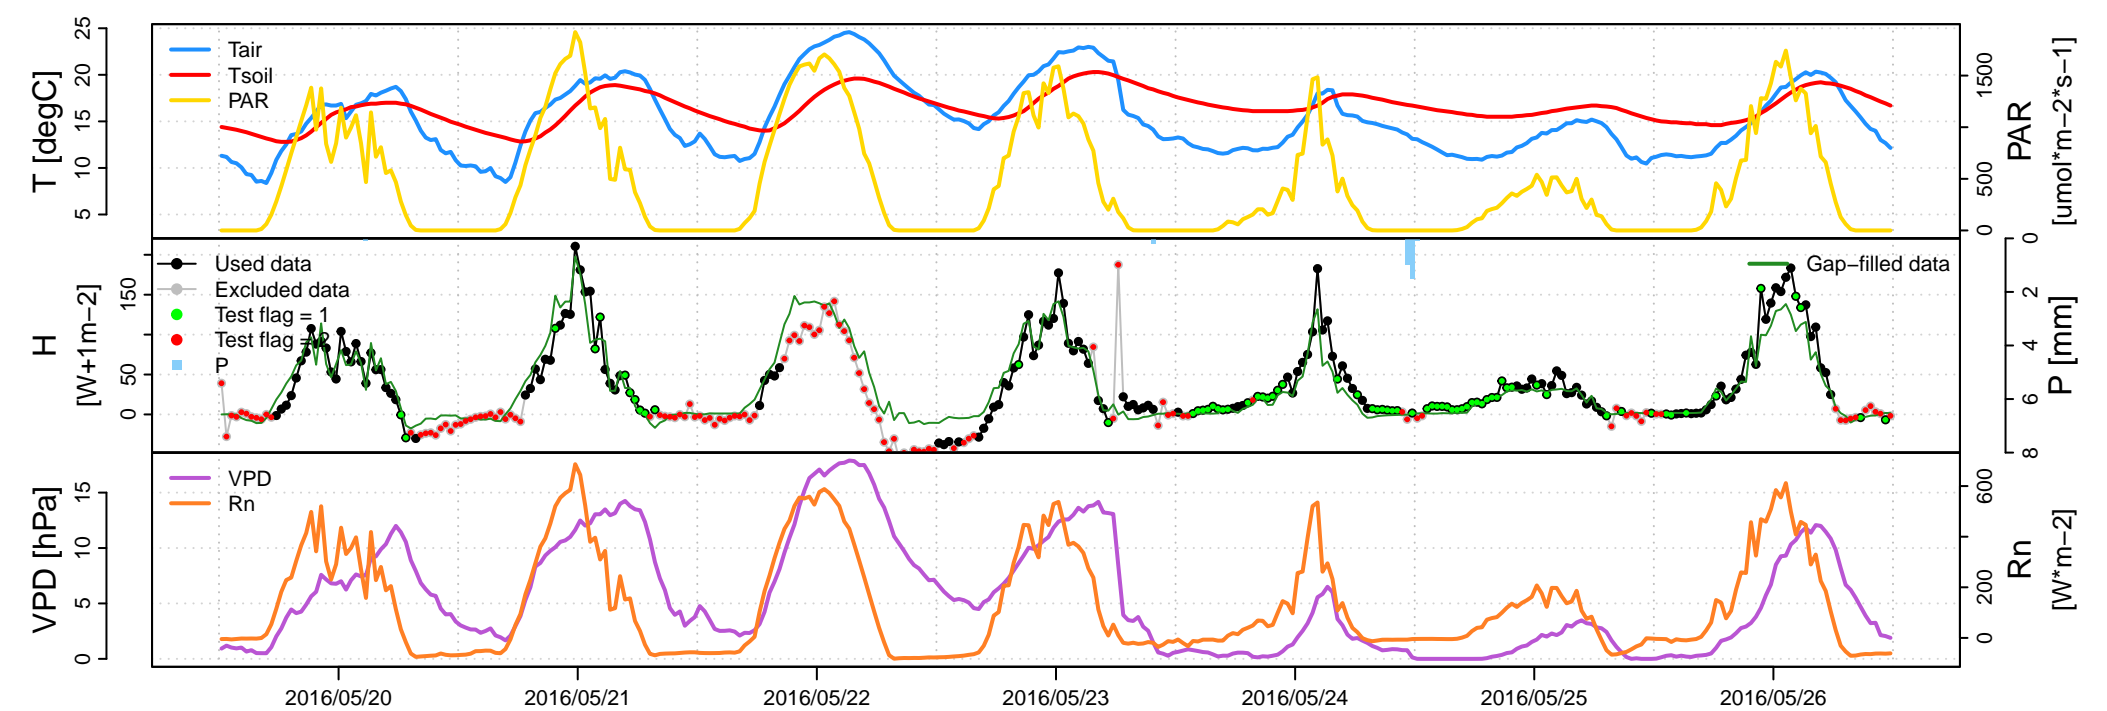 T [degC]
5
10
15
20
25
Tair
Tsoil
PAR
0
500
1500
PAR
[umol*m−2*s−1]
H
[W+1m−2]
0
50
150
Used data
Excluded data
Test flag = 1
Test flag = 2
P
Gap−filled data
0
2
4
6
8
P [mm]
VPD [hPa]
0
5
10
15
VPD
Rn
0
200
600
Rn
[W*m−2]
2016/05/20
2016/05/21
2016/05/22
2016/05/23
2016/05/24
2016/05/25
2016/05/26